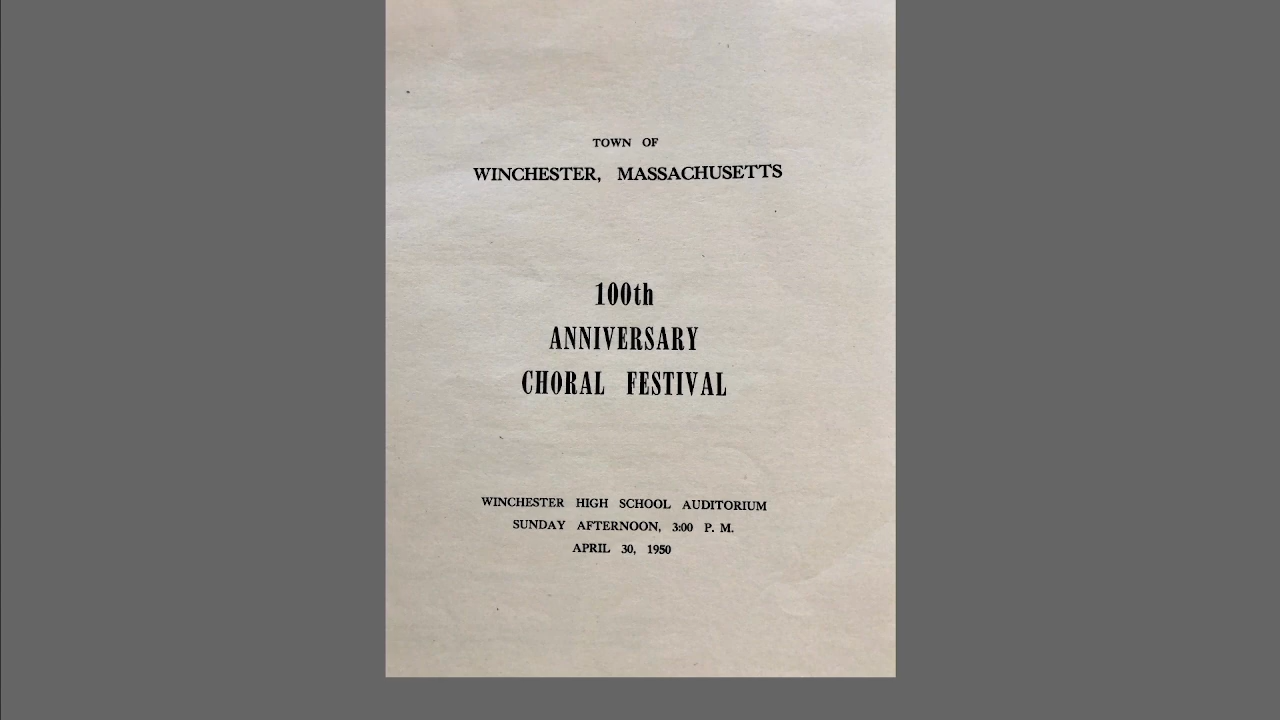 TOWN OF
WINCHESTER, MASSACHUSETTS
100th
ANNIVERSARY
CHORAL FESTIVAL
WINCHESTER HIGH SCHOOL AUDITORIUM
SUNDAY AFTERNOON, 3:00 P. M.
APRIL 30, 1950